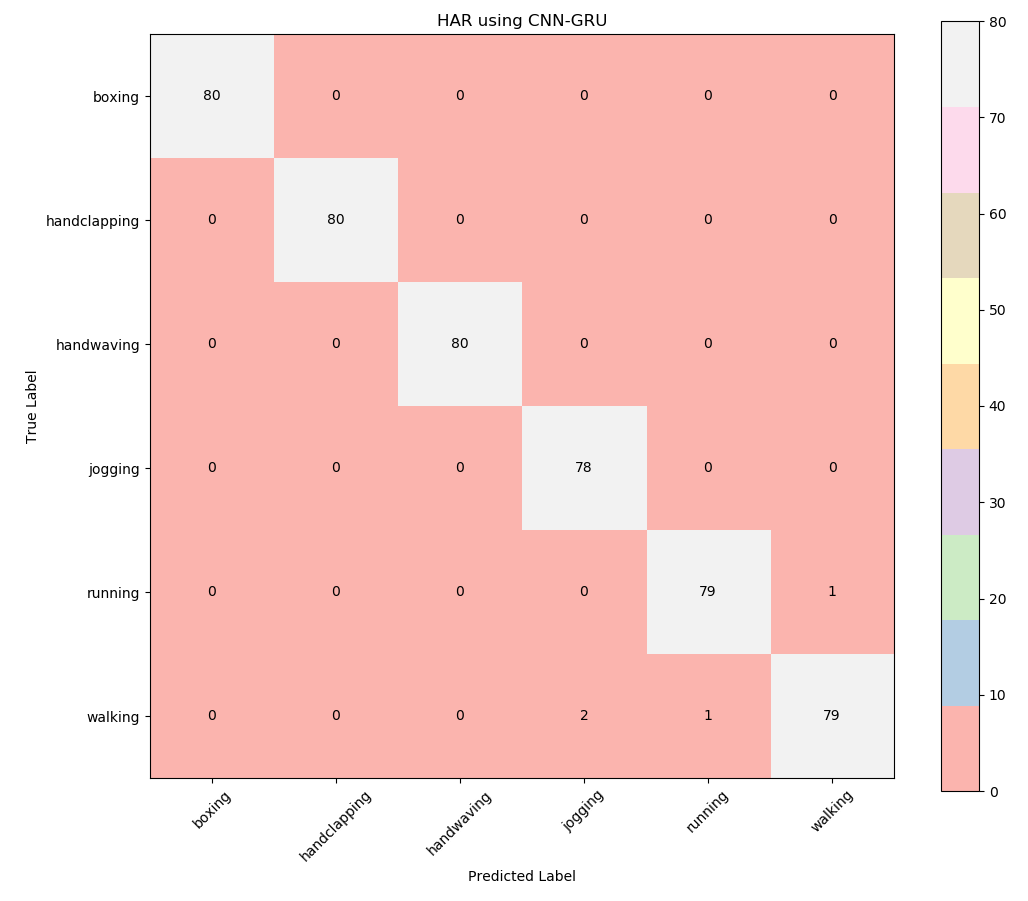 HAR using CNN-GRU
80
boxing 80 0 0 0 0 0
70
handclapping 0 80 0 0 0 0
60
50
handwaving 0 0 80 0 0 0
True Label
40
jogging 0 0 0 78 0 0
30
20
running 0 0 0 0 79 1
10
walking 0 0 0 2 1 79
0
boxing handclapping handwaving jogging running walking
Predicted Label